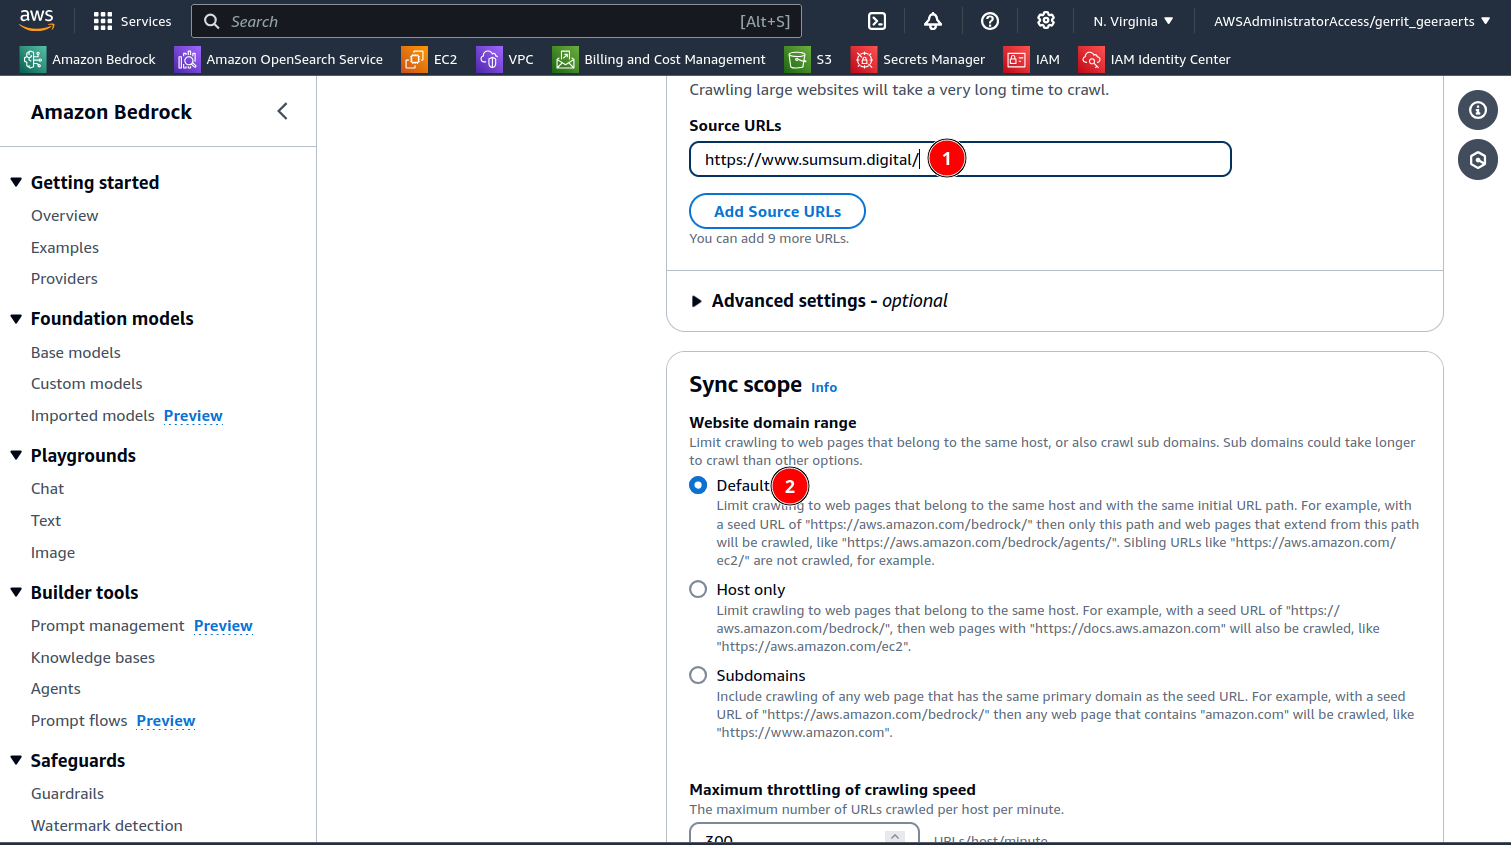 aws
Services
Search [Alt+S]
N. Virginia
AWSAdministratorAccess/gerrit_geeraerts
Amazon Bedrock
Amazon OpenSearch Service
EC2
VPC
Billing and Cost Management
S3
Secrets Manager
IAM
IAM Identity Center
Amazon Bedrock
Getting started
Overview
Examples
Providers
Foundation models
Base models
Custom models
Imported models Preview
Playgrounds
Chat
Text
Image
Builder tools
Prompt management Preview
Knowledge bases
Agents
Prompt flows Preview
Safeguards
Guardrails
Watermark detection
Crawling large websites will take a very long time to crawl.
Source URLs
https://www.sumsum.digital/
1
Add Source URLs
You can add 9 more URLs.
Advanced settings - optional
Sync scope Info
Website domain range
Limit crawling to web pages that belong to the same host, or also crawl sub domains. Sub domains could take longer
to crawl than other options.
Default
2
Limit crawling to web pages that belong to the same host and with the same initial URL path. For example, with
a seed URL of "https://aws.amazon.com/bedrock/" then only this path and web pages that extend from this path
will be crawled, like "https://aws.amazon.com/bedrock/agents/". Sibling URLs like "https://aws.amazon.com/
ec2/" are not crawled, for example.
Host only
Limit crawling to web pages that belong to the same host. For example, with a seed URL of "https://
aws.amazon.com/bedrock/", then web pages with "https://docs.aws.amazon.com" will also be crawled, like
"https://aws.amazon.com/ec2".
Subdomains
Include crawling of any web page that has the same primary domain as the seed URL. For example, with a seed
URL of "https://aws.amazon.com/bedrock/" then any web page that contains "amazon.com" will be crawled, like
"https://www.amazon.com".
Maximum throttling of crawling speed
The maximum number of URLs crawled per host per minute.
300
URLs/host/minute